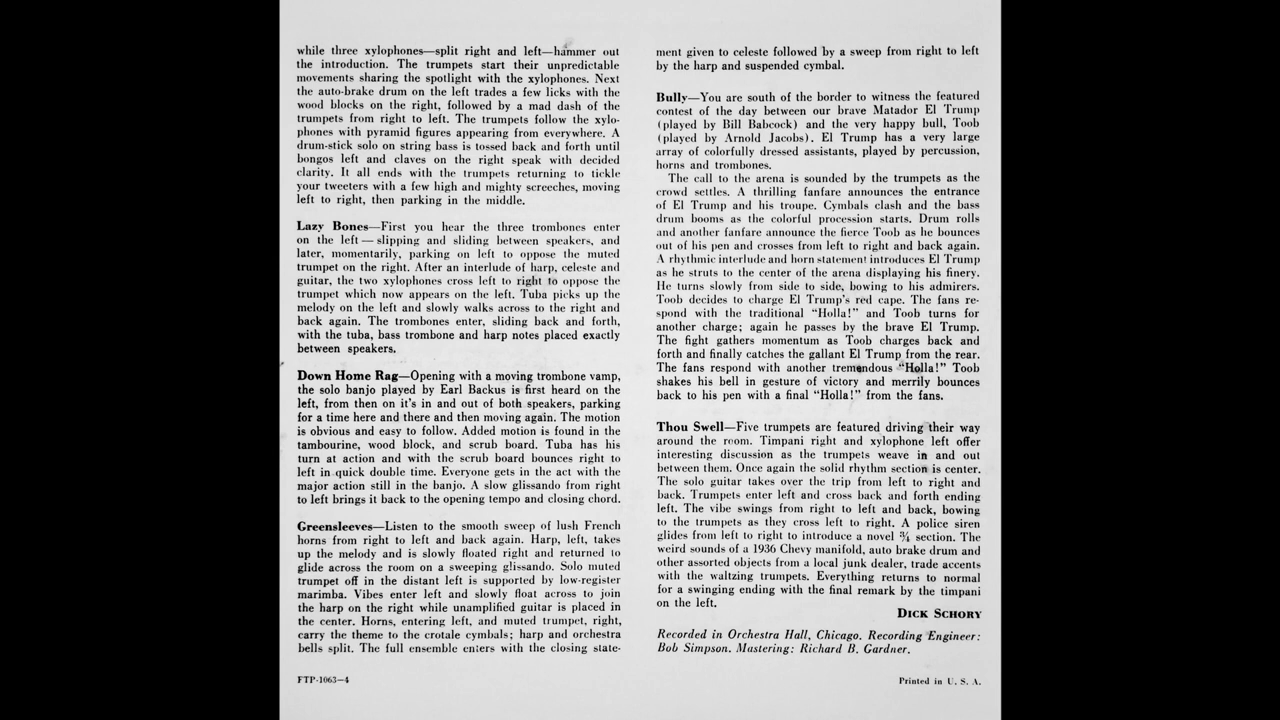 while three xylophones—split right and left—hammer out
the introduction. The trumpets start their unpredictable
movements sharing the spotlight with the xylophones. Next
the auto-brake drum on the left trades a few licks with the
wood blocks on the right, followed by a mad dash of the
trumpets from right to left. The trumpets follow the xylo-
phones with pyramid figures appearing from everywhere. A
drum-stick solo on string bass is tossed back and forth until
bongos left and claves on the right speak with decided
clarity. It all ends with the trumpets returning to tickle
your tweeters with a few high and mighty screeches, moving
left to right, then parking in the middle.
Lazy Bones—First you hear the three trombones enter
on the left — slipping and sliding between speakers, and
later, momentarily, parking on left to oppose the muted
trumpet on the right. After an interlude of harp, celeste and
guitar, the two xylophones cross left to right to oppose the
trumpet which now appears on the left. Tuba picks up the
melody on the left and slowly walks across to the right and
back again. The trombones enter, sliding back and forth,
with the tuba, bass trombone and harp notes placed exactly
between speakers.
Down Home Rag—Opening with a moving trombone vamp,
the solo banjo played by Earl Backus is first heard on the
left, from then on it's in and out of both speakers, parking
for a time here and there and then moving again. The motion
is obvious and easy to follow. Added motion is found in the
tambourine, wood block, and scrub board. Tuba has his
turn at action and with the scrub board bounces right to
left in quick double time. Everyone gets in the act with the
major action still in the banjo. A slow glissando from right
to left brings it back to the opening tempo and closing chord.
Greensleeves—Listen to the smooth sweep of lush French
horns from right to left and back again. Harp, left, takes
up the melody and is slowly floated right and returned to
glide across the room on a sweeping glissando. Solo muted
trumpet off in the distant left is supported by low-register
marimba. Vibes enter left and slowly float across to join
the harp on the right while unamplified guitar is placed in
the center. Horns, entering left, and muted trumpet, right,
carry the theme to the crotale cymbals; harp and orchestra
bells split. The full ensemble enters with the closing state-
FTP-1063—4
ment given to celeste followed by a sweep from right to left
by the harp and suspended cymbal.
Bully—You are south of the border to witness the featured
contest of the day between our brave Matador El Trump
(played by Bill Babcock) and the very happy bull, Toob
(played by Arnold Jacobs). El Trump has a very large
array of colorfully dressed assistants, played by percussion,
horns and trombones.
The call to the arena is sounded by the trumpets as the
crowd settles. A thrilling fanfare announces the entrance
of El Trump and his troupe. Cymbals clash and the bass
drum booms as the colorful procession starts. Drum rolls
and another fanfare announce the fierce Toob as he bounces
out of his pen and crosses from left to right and back again.
A rhythmic interlude and horn statement introduces El Trump
as he struts to the center of the arena displaying his finery.
He turns slowly from side to side, bowing to his admirers.
Toob decides to charge El Trump's red cape. The fans re-
spond with the traditional "Holla!" and Toob turns for
another charge; again he passes by the brave El Trump.
The fight gathers momentum as Toob charges back and
forth and finally catches the gallant El Trump from the rear.
The fans respond with another tremendous "Holla!" Toob
shakes his bell in gesture of victory and merrily bounces
back to his pen with a final "Holla!" from the fans.
Thou Swell—Five trumpets are featured driving their way
around the room. Timpani right and xylophone left offer
interesting discussion as the trumpets weave in and out
between them. Once again the solid rhythm section is center.
The solo guitar takes over the trip from left to right and
back. Trumpets enter left and cross back and forth ending
left. The vibe swings from right to left and back, bowing
to the trumpets as they cross left to right. A police siren
glides from left to right to introduce a novel ¾ section. The
weird sounds of a 1936 Chevy manifold, auto brake drum and
other assorted objects from a local junk dealer, trade accents
with the waltzing trumpets. Everything returns to normal
for a swinging ending with the final remark by the timpani
on the left.
DICK SCHORY
Recorded in Orchestra Hall, Chicago. Recording Engineer:
Bob Simpson. Mastering: Richard B. Gardner.
Printed in U. S. A.